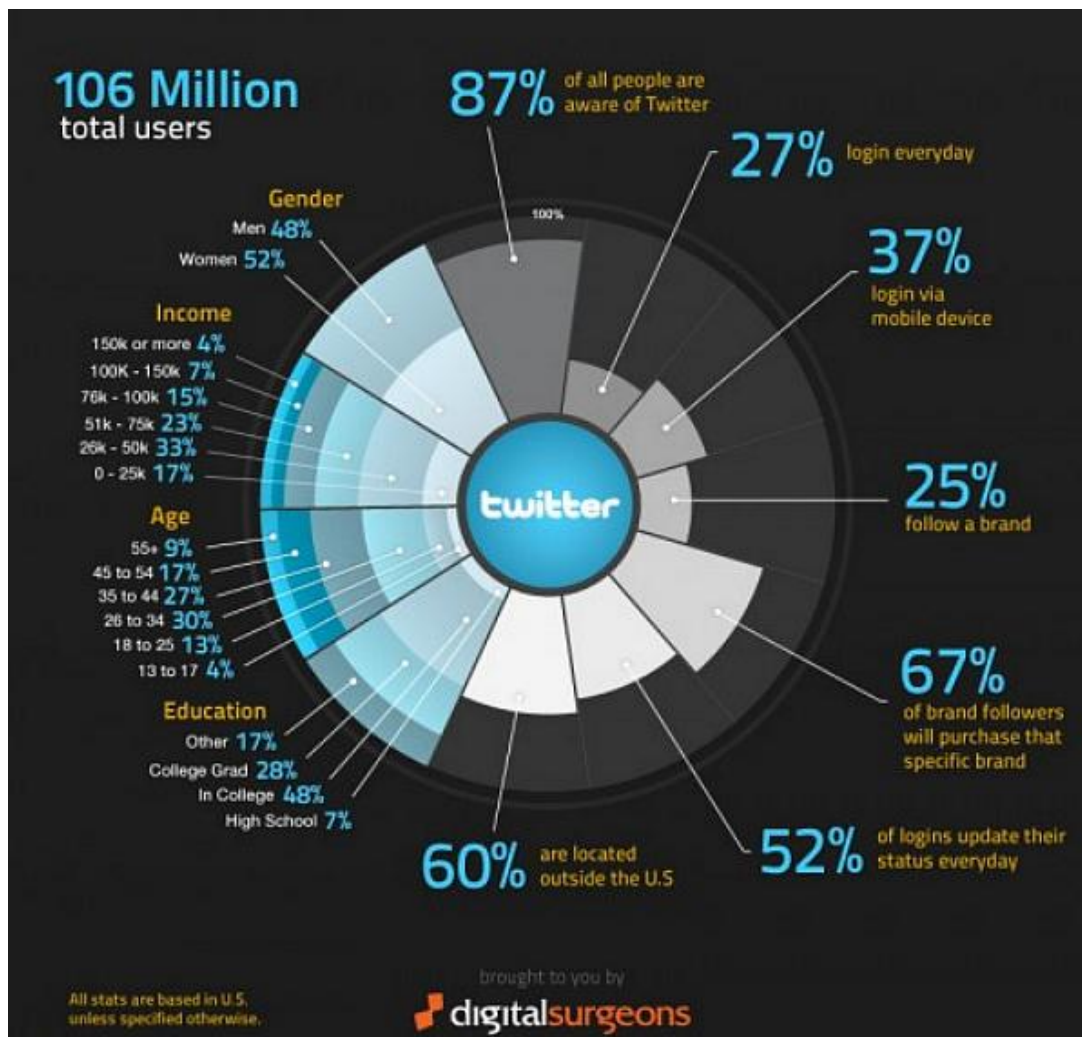 106 Million
total users
87% of all people are
aware of Twitter
27% login everyday
100%
Gender
Men 48%
Women 52%
37%
login via
mobile device
Income
150k or more 4%
100K - 150k 7%
76k - 100k 15%
51k - 75k 23%
26k - 50k 33%
0 - 25k 17%
twitter
25%
follow a brand
Age
55+ 9%
45 to 54 17%
35 to 44 27%
26 to 34 30%
18 to 25 13%
13 to 17 4%
67%
of brand followers
will purchase that
specific brand
Education
Other 17%
College Grad 28%
In College 48%
High School 7%
60% are located
outside the U.S
52% of logins update their
status everyday
All stats are based in U.S.
unless specified otherwise.
brought to you by
digitalsurgeons